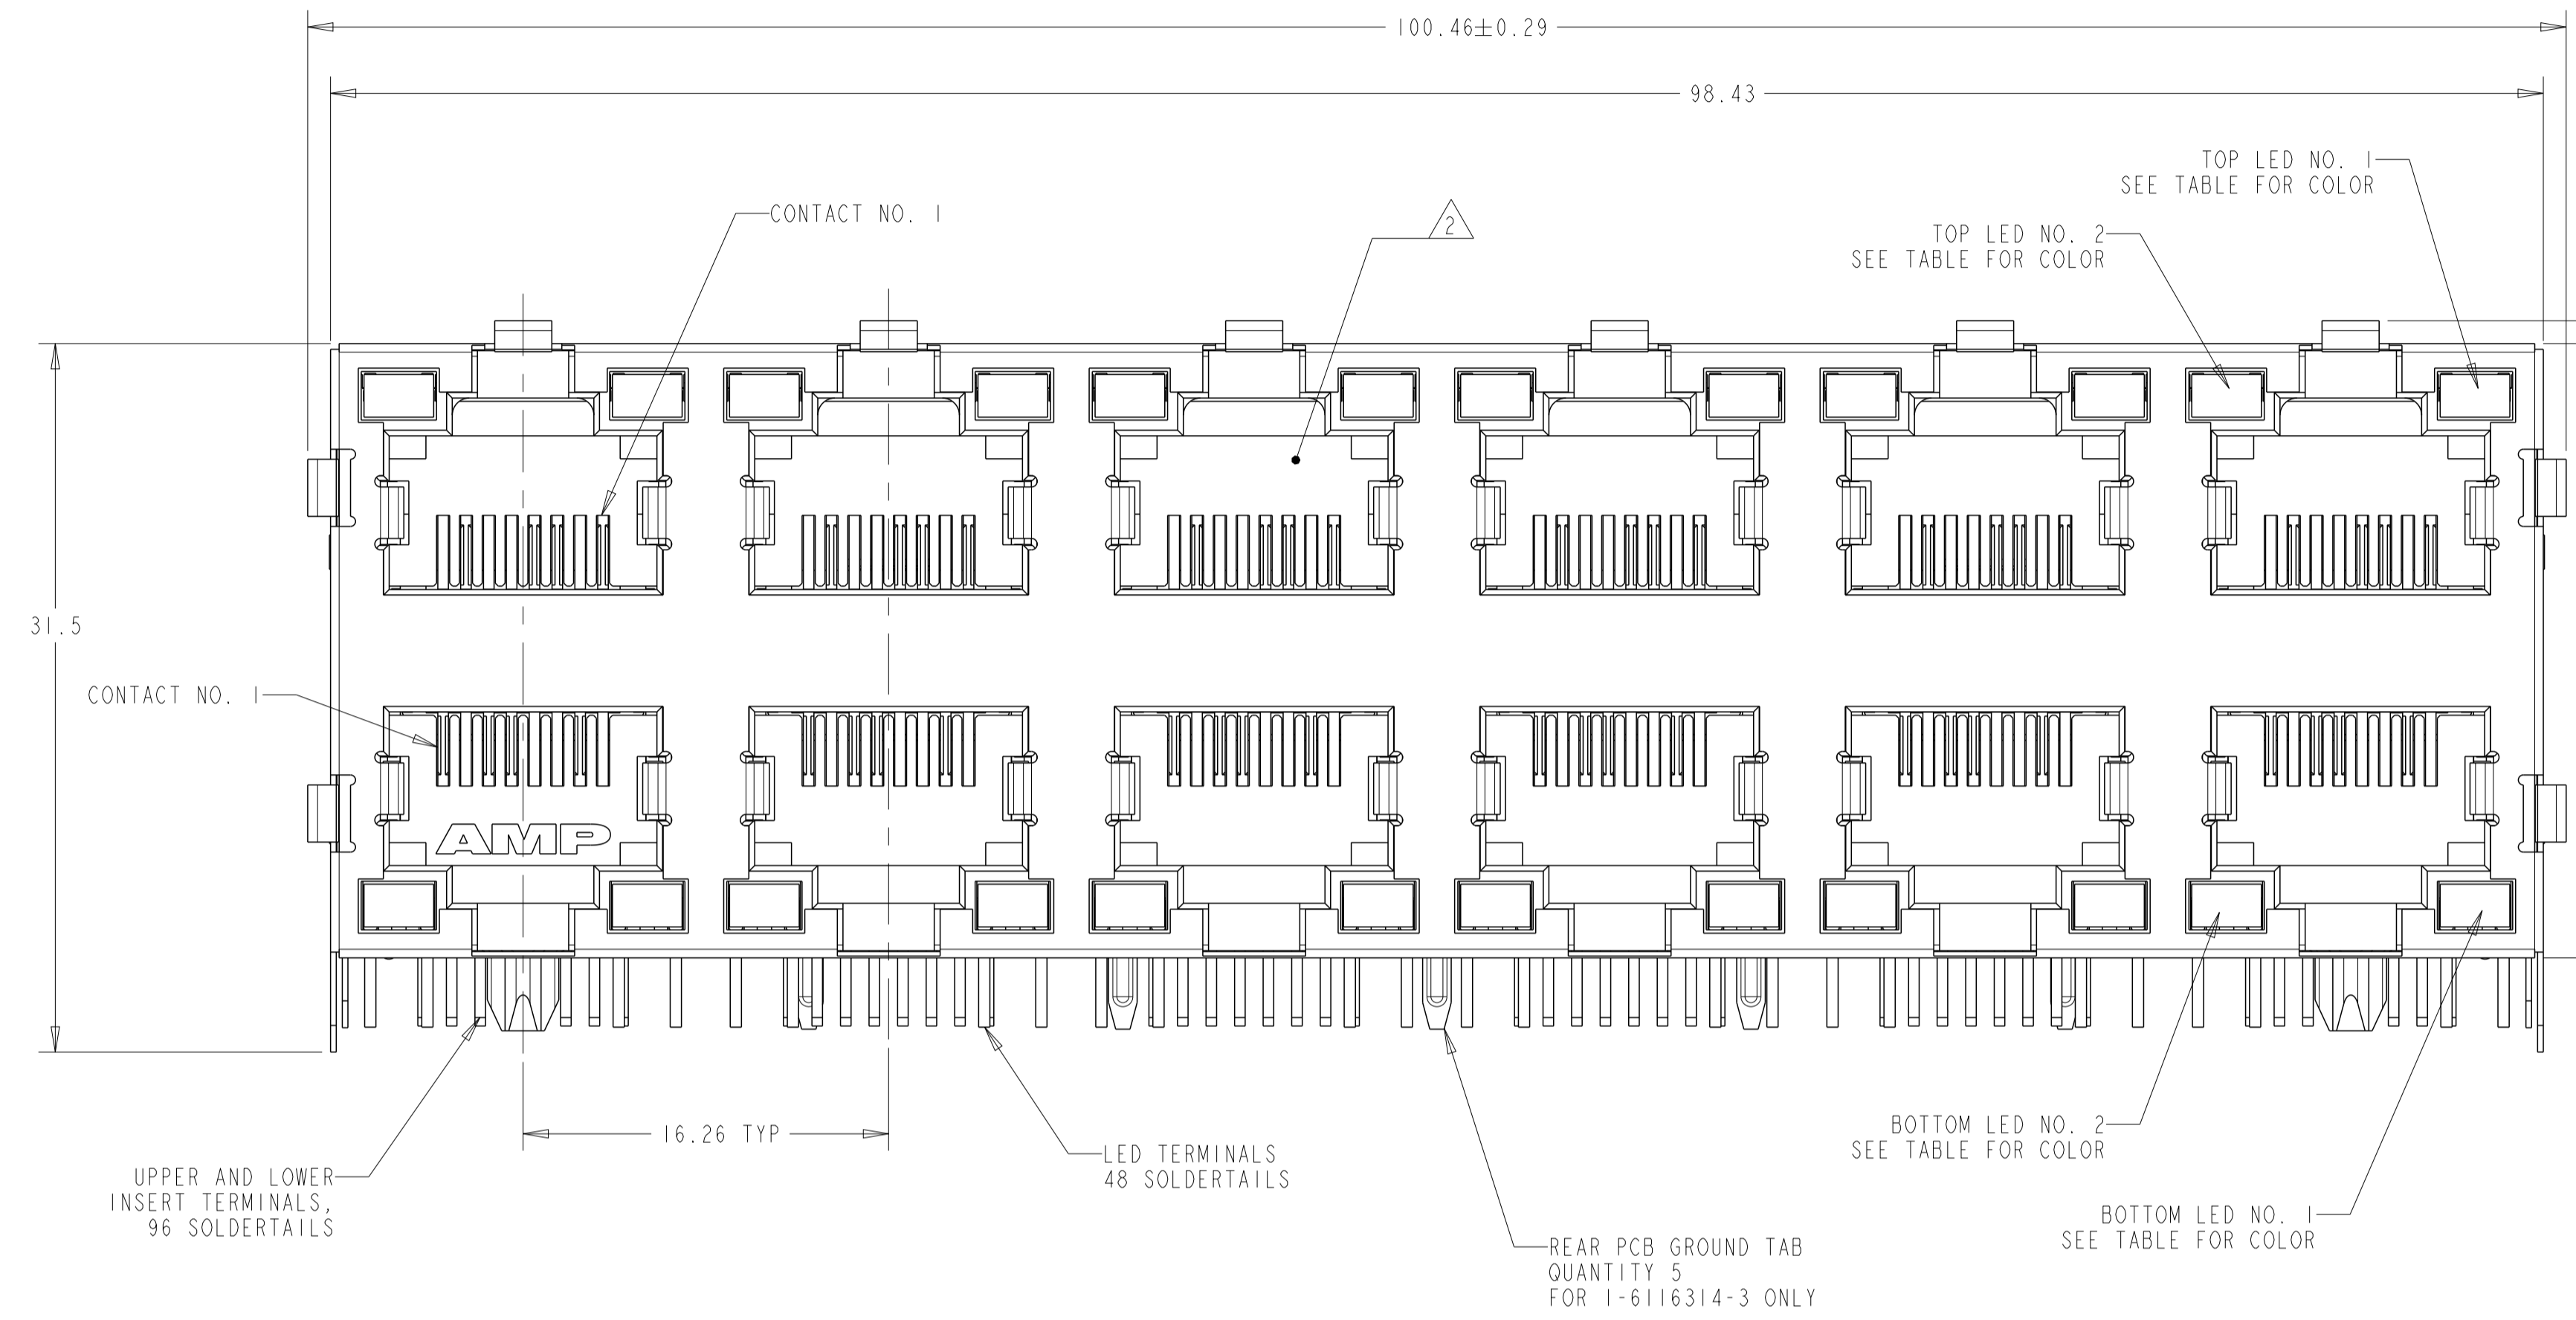 100.46±0.29
98.43
TOP LED NO. 1
SEE TABLE FOR COLOR
CONTACT NO. 1
2
TOP LED NO. 2
SEE TABLE FOR COLOR
31.5
CONTACT NO. 1
AMP
16.26 TYP
UPPER AND LOWER
INSERT TERMINALS,
96 SOLDERTAILS
LED TERMINALS
48 SOLDERTAILS
BOTTOM LED NO. 2
SEE TABLE FOR COLOR
BOTTOM LED NO. 1
SEE TABLE FOR COLOR
REAR PCB GROUND TAB
QUANTITY 5
FOR 1-6116314-3 ONLY